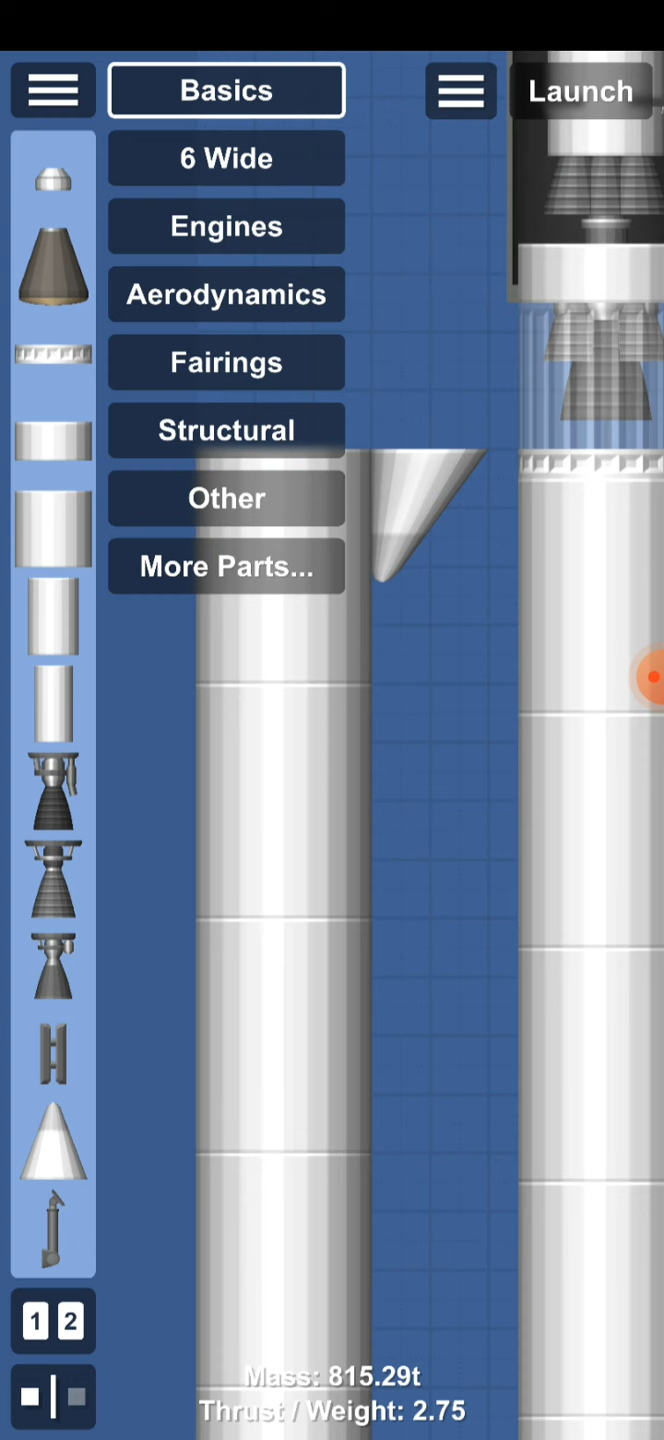 Basics
Launch
6 Wide
Engines
Aerodynamics
Fairings
Structural
Other
More Parts...
1 2
Mass: 815.29t
Thrust / Weight: 2.75